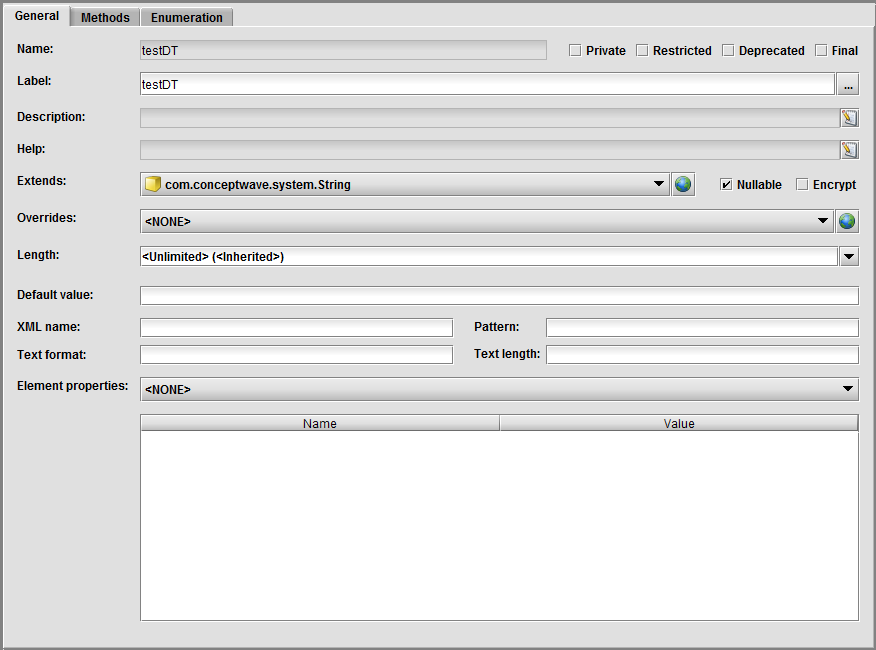 General Methods Enumeration
Name: testDT Private Restricted Deprecated Final
Label: testDT ...
Description:
Help:
Extends: com.conceptwave.system.String Nullable Encrypt
Overrides: <NONE>
Length: <Unlimited> (<Inherited>)
Default value:
XML name: Pattern:
Text format: Text length:
Element properties: <NONE>
Name Value